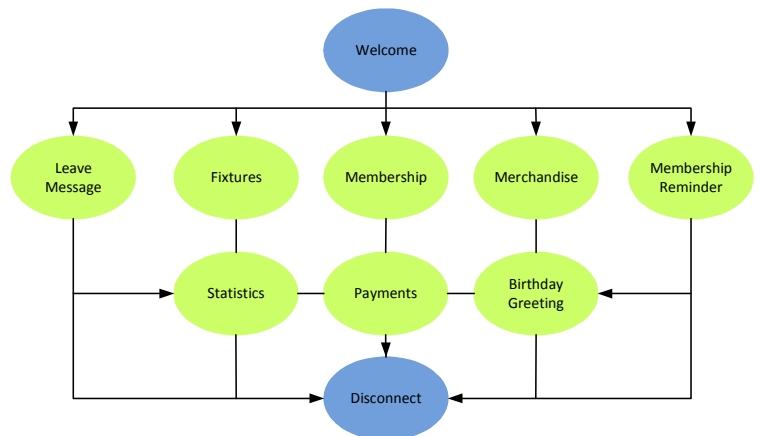 Welcome
Leave
Message
Fixtures
Membership
Merchandise
Membership
Reminder
Statistics
Payments
Birthday
Greeting
Disconnect